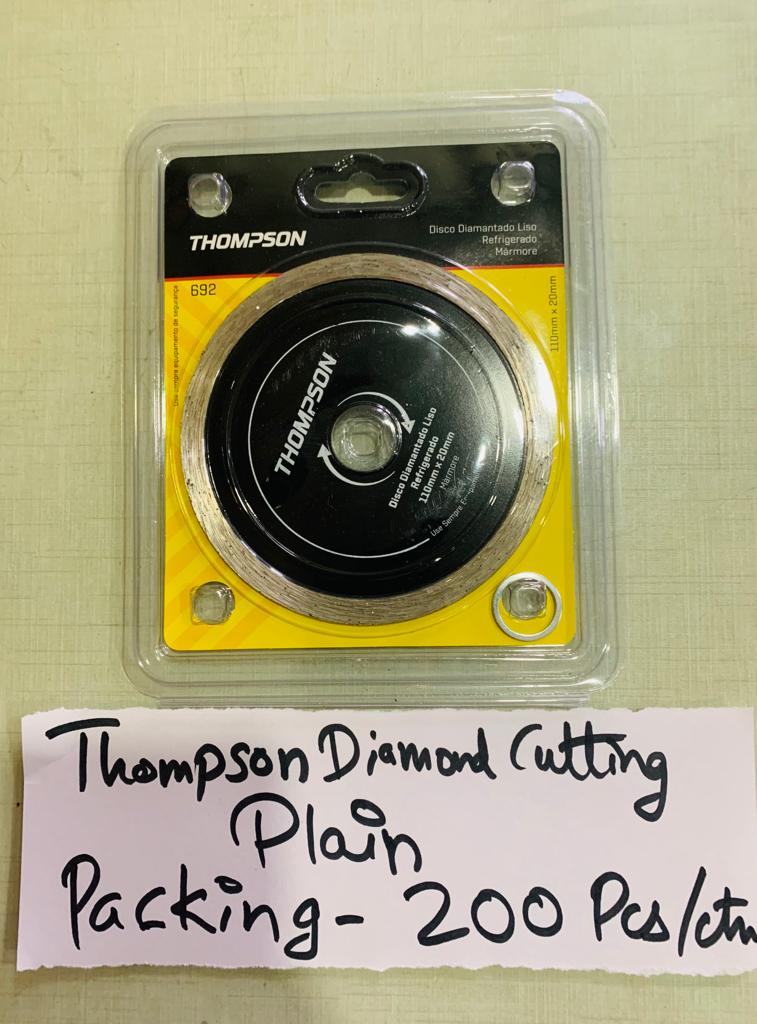 THOMPSON
Disco Diamantado Liso
Refrigerado
Mármore
692
Use sempre equipamento de segurança
110mm x 20mm
THOMPSON
Disco Diamantado Liso
Refrigerado
110mm x 20mm
Mármore
Use Sempre
Thompson Diamond Cutting
Plain
Packing- 200 Pcs/ctn